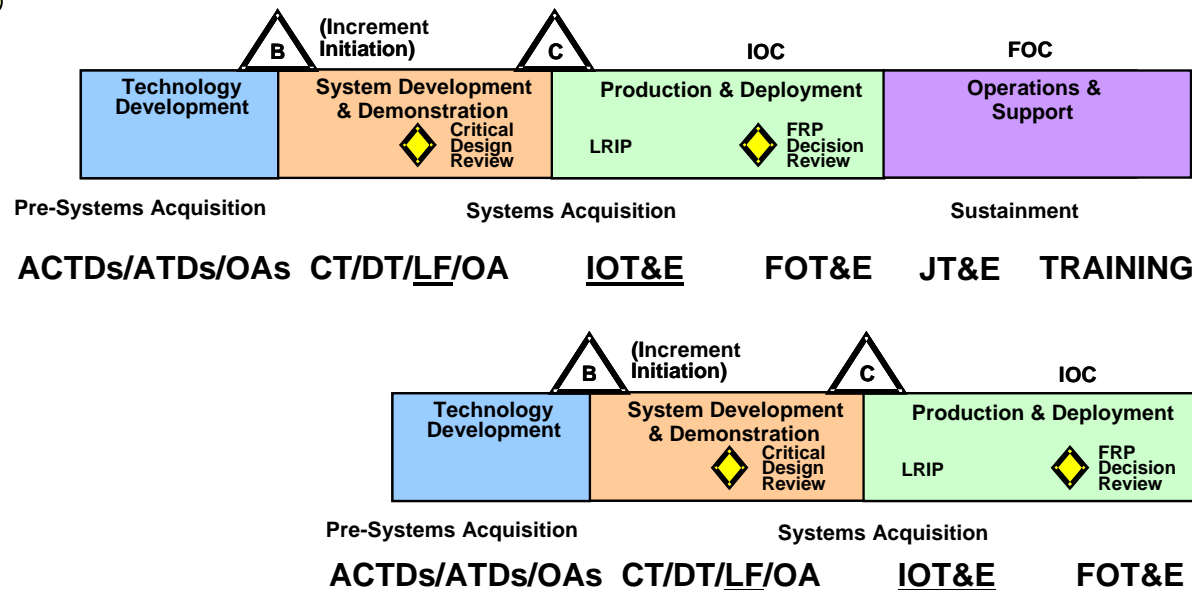 B
(Increment
Initiation)
C
IOC
FOC
Technology
Development
System Development
& Demonstration
Critical
Design
Review
Production & Deployment
LRIP
FRP
Decision
Review
Operations &
Support
Pre-Systems Acquisition
Systems Acquisition
Sustainment
ACTDs/ATDs/OAs
CT/DT/LF/OA
IOT&E
FOT&E
JT&E
TRAINING
B
(Increment
Initiation)
C
IOC
Technology
Development
System Development
& Demonstration
Critical
Design
Review
Production & Deployment
LRIP
FRP
Decision
Review
Pre-Systems Acquisition
Systems Acquisition
ACTDs/ATDs/OAs
CT/DT/LF/OA
IOT&E
FOT&E